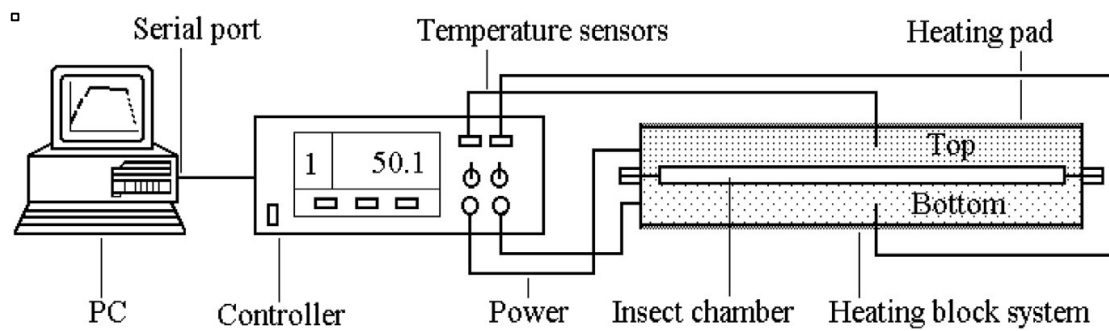 Serial port
Temperature sensors
Heating pad
1
50.1
Top
Bottom
PC
Controller
Power
Insect chamber
Heating block system